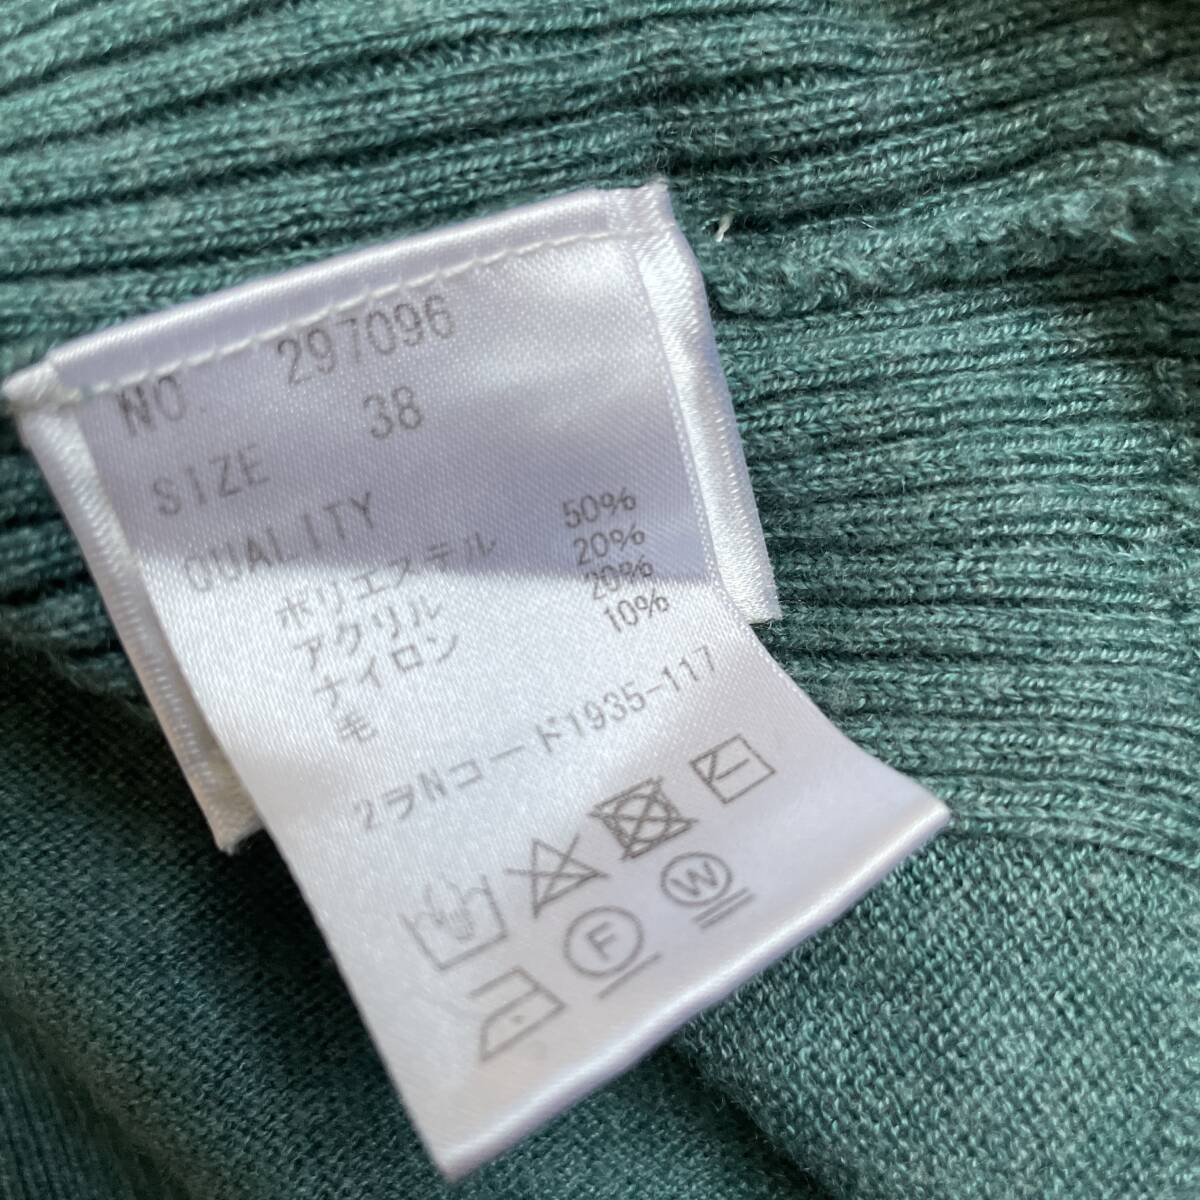 NO. 297096
SIZE 38
QUALITY
ポリエステル 50%
アクリル 20%
ナイロン 20%
毛 10%
2ラNコード1935-117
F
W